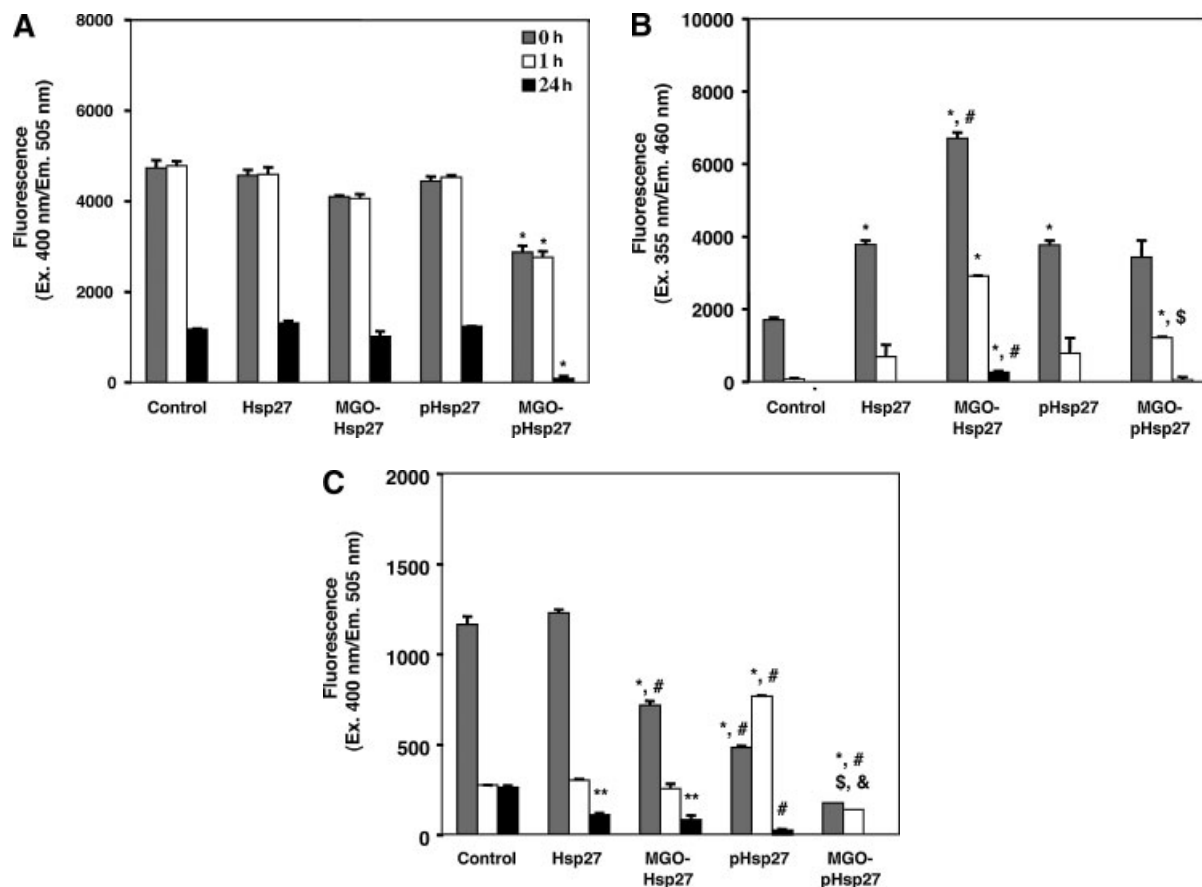 A
Fluorescence
(Ex. 400 nm/Em. 505 nm)
8000
6000
4000
2000
0
0 h
1 h
24 h
* *
*
Control Hsp27 MGO- pHsp27 MGO-
Hsp27 pHsp27
B
Fluorescence
(Ex. 355 nm/Em. 460 nm)
10000
8000
6000
4000
2000
0
*, #
* *
*
*, $
*, #
Control Hsp27 MGO- pHsp27 MGO-
Hsp27 pHsp27
C
Fluorescence
(Ex. 400 nm/Em. 505 nm)
2000
1500
1000
500
0
*, #
*, #
*, #
*, #
$, &
** **
#
Control Hsp27 MGO- pHsp27 MGO-
Hsp27 pHsp27